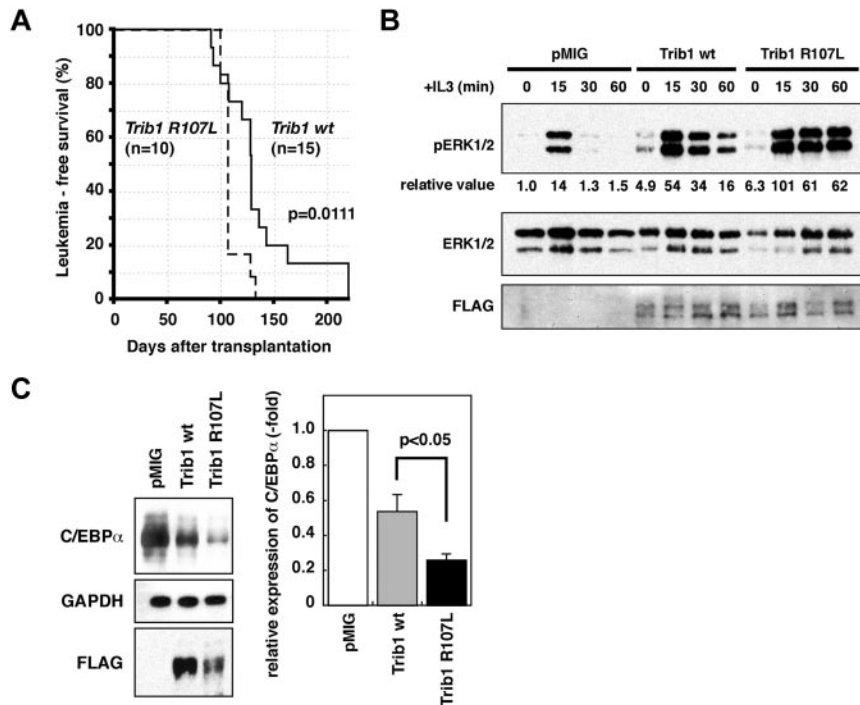 A
Leukemia - free survival (%)
100
80
60
40
20
0
Trib1 R107L
(n=10)
Trib1 wt
(n=15)
p=0.0111
0 50 100 150 200
Days after transplantation
B
pMIG Trib1 wt Trib1 R107L
+IL3 (min) 0 15 30 60 0 15 30 60 0 15 30 60
pERK1/2
relative value 1.0 14 1.3 1.5 4.9 54 34 16 6.3 101 61 62
ERK1/2
FLAG
C
pMIG
Trib1 wt
Trib1 R107L
C/EBPα
GAPDH
FLAG
relative expression of C/EBPα (-fold)
1.0
0.8
0.6
0.4
0.2
0
p<0.05
pMIG
Trib1 wt
Trib1 R107L